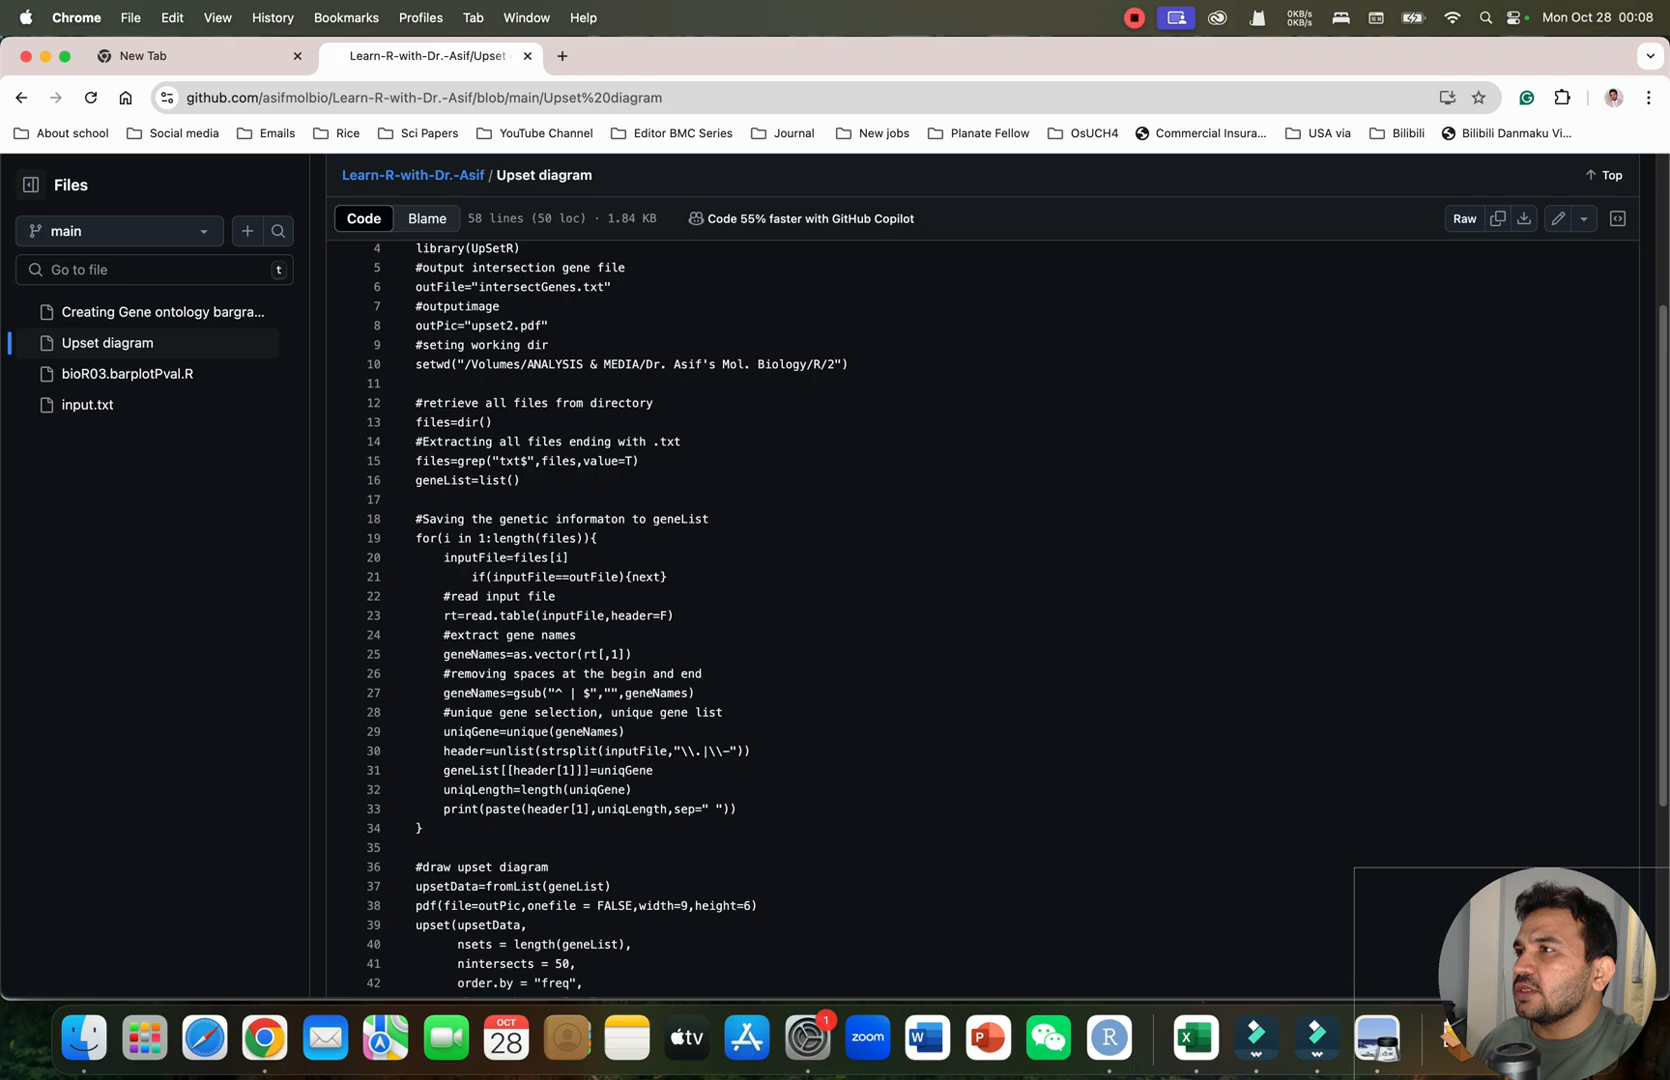 Chrome File Edit View History Bookmarks Profiles Tab Window Help
0KB/s
0KB/s
Mon Oct 28 00:08
New Tab
Learn-R-with-Dr.-Asif/Upset
github.com/asifmolbio/Learn-R-with-Dr.-Asif/blob/main/Upset%20diagram
About school Social media Emails Rice Sci Papers YouTube Channel Editor BMC Series Journal New jobs Planate Fellow OsUCH4 Commercial Insura... USA via Bilibili Bilibili Danmaku Vi...
Files
main
Go to file t
Creating Gene ontology bargra...
Upset diagram
bioR03.barplotPval.R
input.txt
Learn-R-with-Dr.-Asif / Upset diagram
Top
Code Blame 58 lines (50 loc) · 1.84 KB Code 55% faster with GitHub Copilot Raw
4 library(UpSetR)
5 #output intersection gene file
6 outFile="intersectGenes.txt"
7 #outputimage
8 outPic="upset2.pdf"
9 #seting working dir
10 setwd("/Volumes/ANALYSIS & MEDIA/Dr. Asif's Mol. Biology/R/2")
11
12 #retrieve all files from directory
13 files=dir()
14 #Extracting all files ending with .txt
15 files=grep("txt$",files,value=T)
16 geneList=list()
17
18 #Saving the genetic informaton to geneList
19 for(i in 1:length(files)){
20 inputFile=files[i]
21 if(inputFile==outFile){next}
22 #read input file
23 rt=read.table(inputFile,header=F)
24 #extract gene names
25 geneNames=as.vector(rt[,1])
26 #removing spaces at the begin and end
27 geneNames=gsub("^ | $","",geneNames)
28 #unique gene selection, unique gene list
29 uniqGene=unique(geneNames)
30 header=unlist(strsplit(inputFile,"\\.|\\-"))
31 geneList[[header[1]]]=uniqGene
32 uniqLength=length(uniqGene)
33 print(paste(header[1],uniqLength,sep=" "))
34 }
35
36 #draw upset diagram
37 upsetData=fromList(geneList)
38 pdf(file=outPic,onefile = FALSE,width=9,height=6)
39 upset(upsetData,
40 nsets = length(geneList),
41 nintersects = 50,
42 order.by = "freq",
OCT
28
tv
1
zoom
W
P
R
X